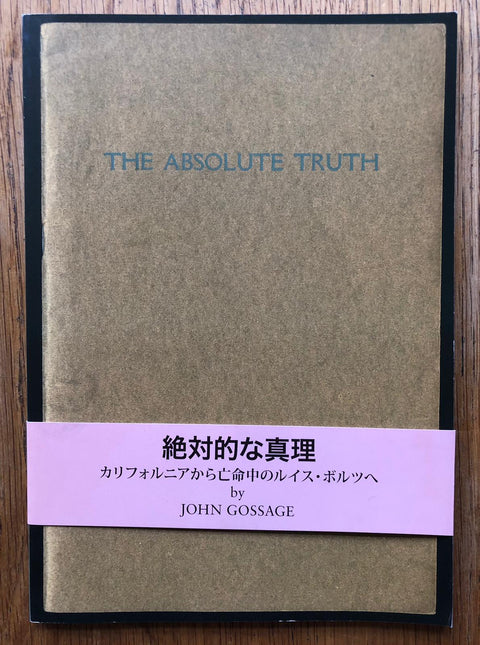 THE ABSOLUTE TRUTH
絶対的な真理
カリフォルニアから亡命中のルイス・ボルツへ
by
JOHN GOSSAGE